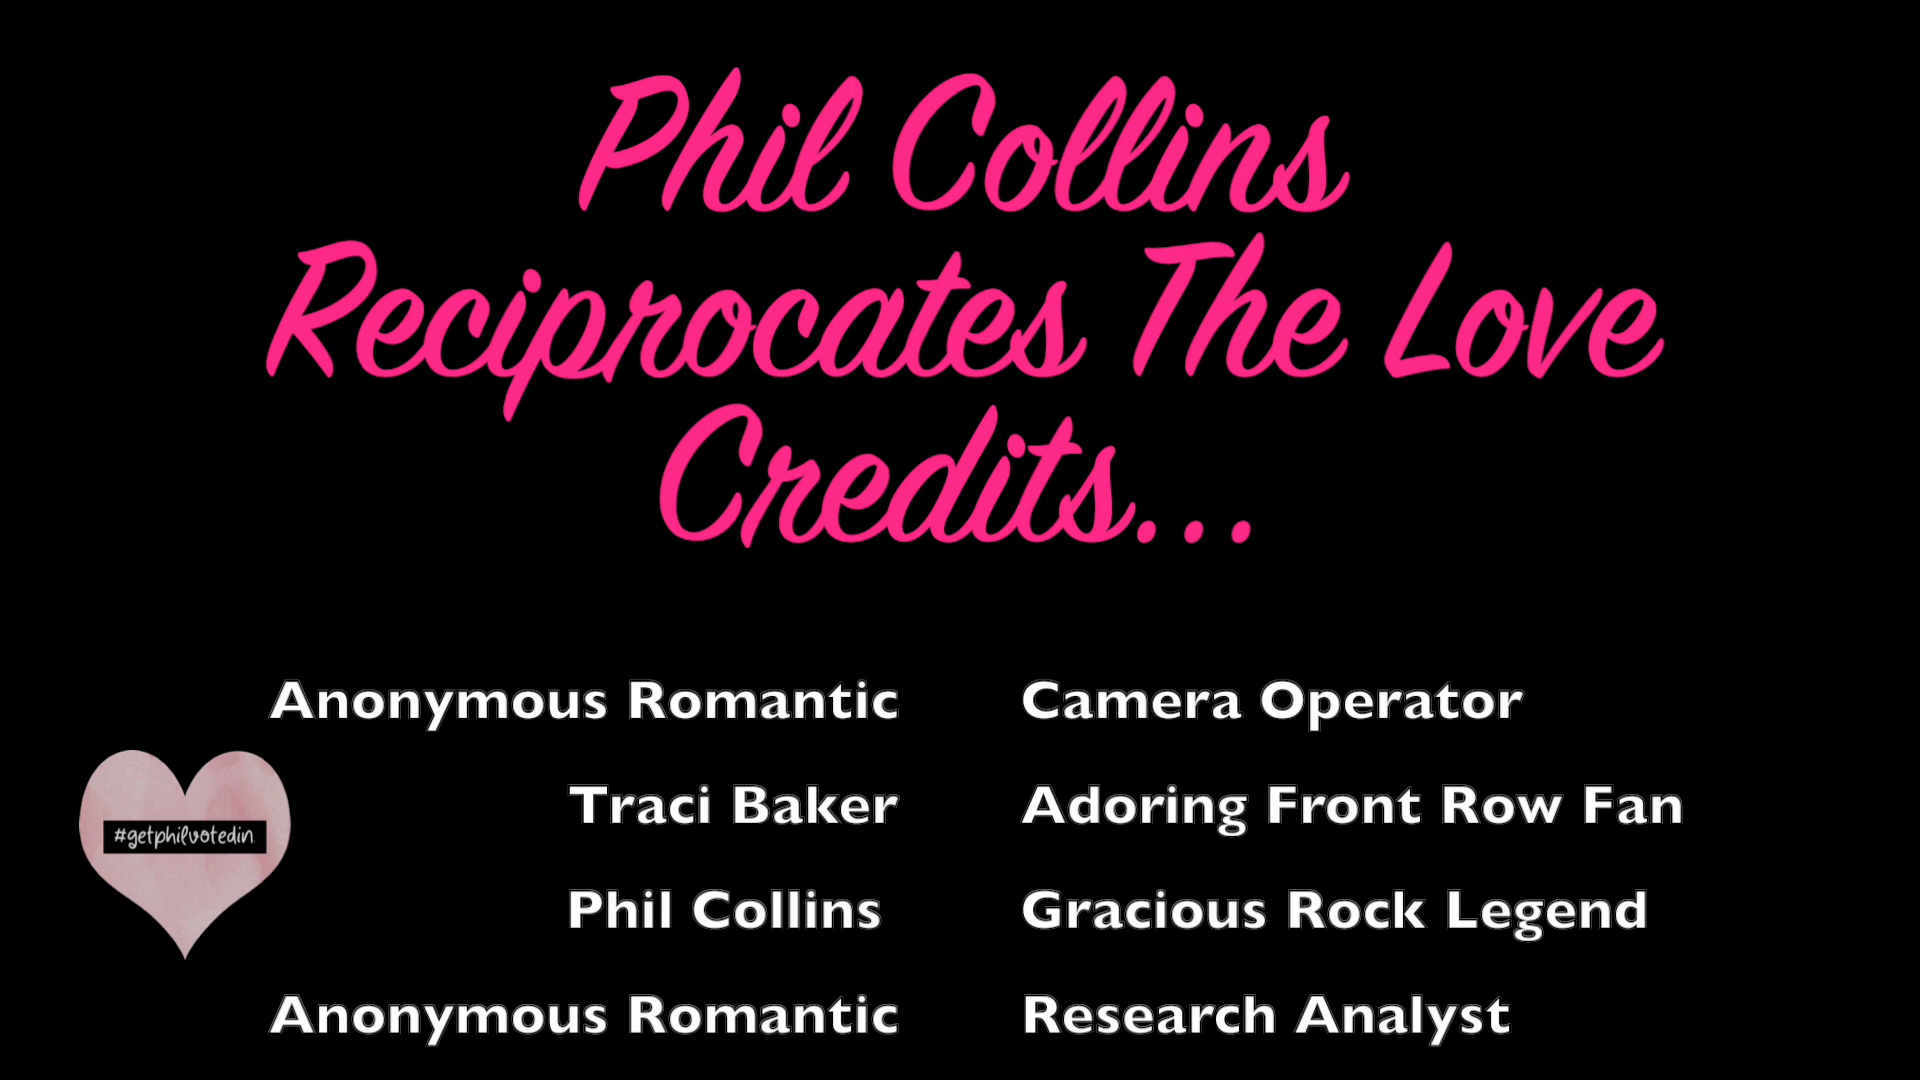 Phil Collins
Reciprocates The Love
Credits...
Anonymous Romantic Camera Operator
Traci Baker Adoring Front Row Fan
#getphilvotedin
Phil Collins Gracious Rock Legend
Anonymous Romantic Research Analyst